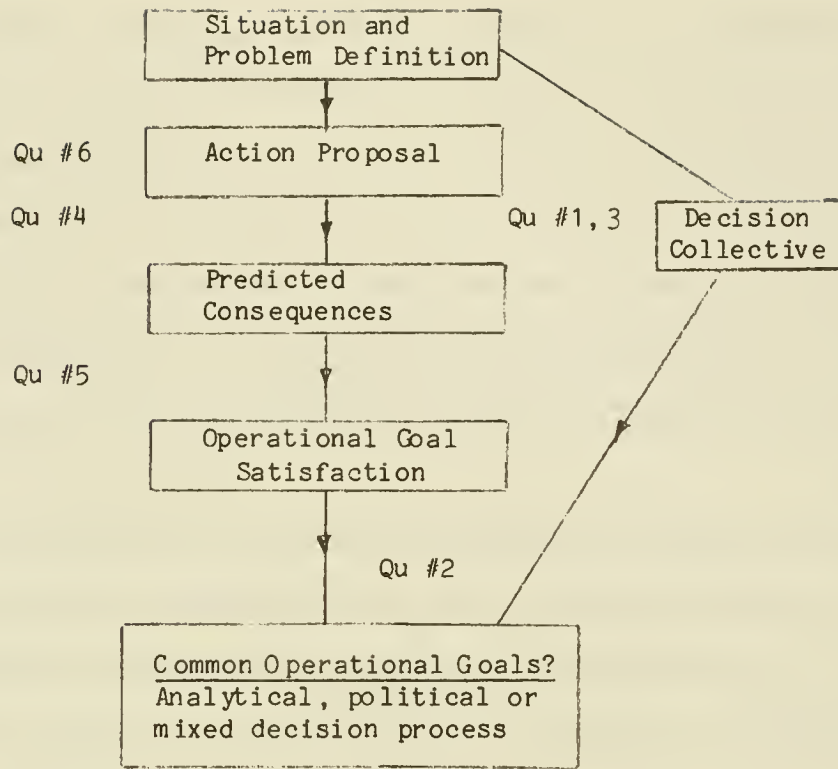 Situation and
Problem Definition
Qu #6
Action Proposal
Qu #4
Qu #1,3
Decision
Collective
Predicted
Consequences
Qu #5
Operational Goal
Satisfaction
Qu #2
Common Operational Goals?
Analytical, political or
mixed decision process